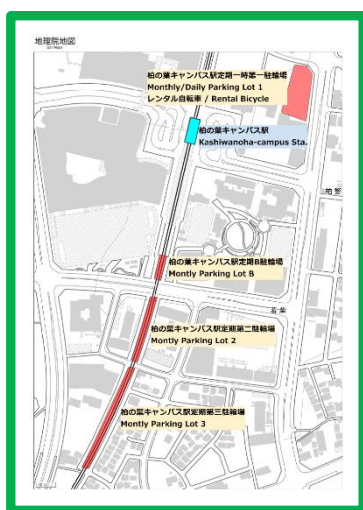 地理院地図
GSI Maps
柏の葉キャンパス駅定期一時第一駐輪場
Monthly/Daily Parking Lot 1
レンタル自転車 / Rental Bicycle
柏の葉キャンパス駅
Kashiwanoha-campus Sta.
柏の葉キャンパス駅定期B駐輪場
Montly Parking Lot B
若葉
柏の葉キャンパス駅定期第二駐輪場
Montly Parking Lot 2
柏の葉キャンパス駅定期第三駐輪場
Montly Parking Lot 3